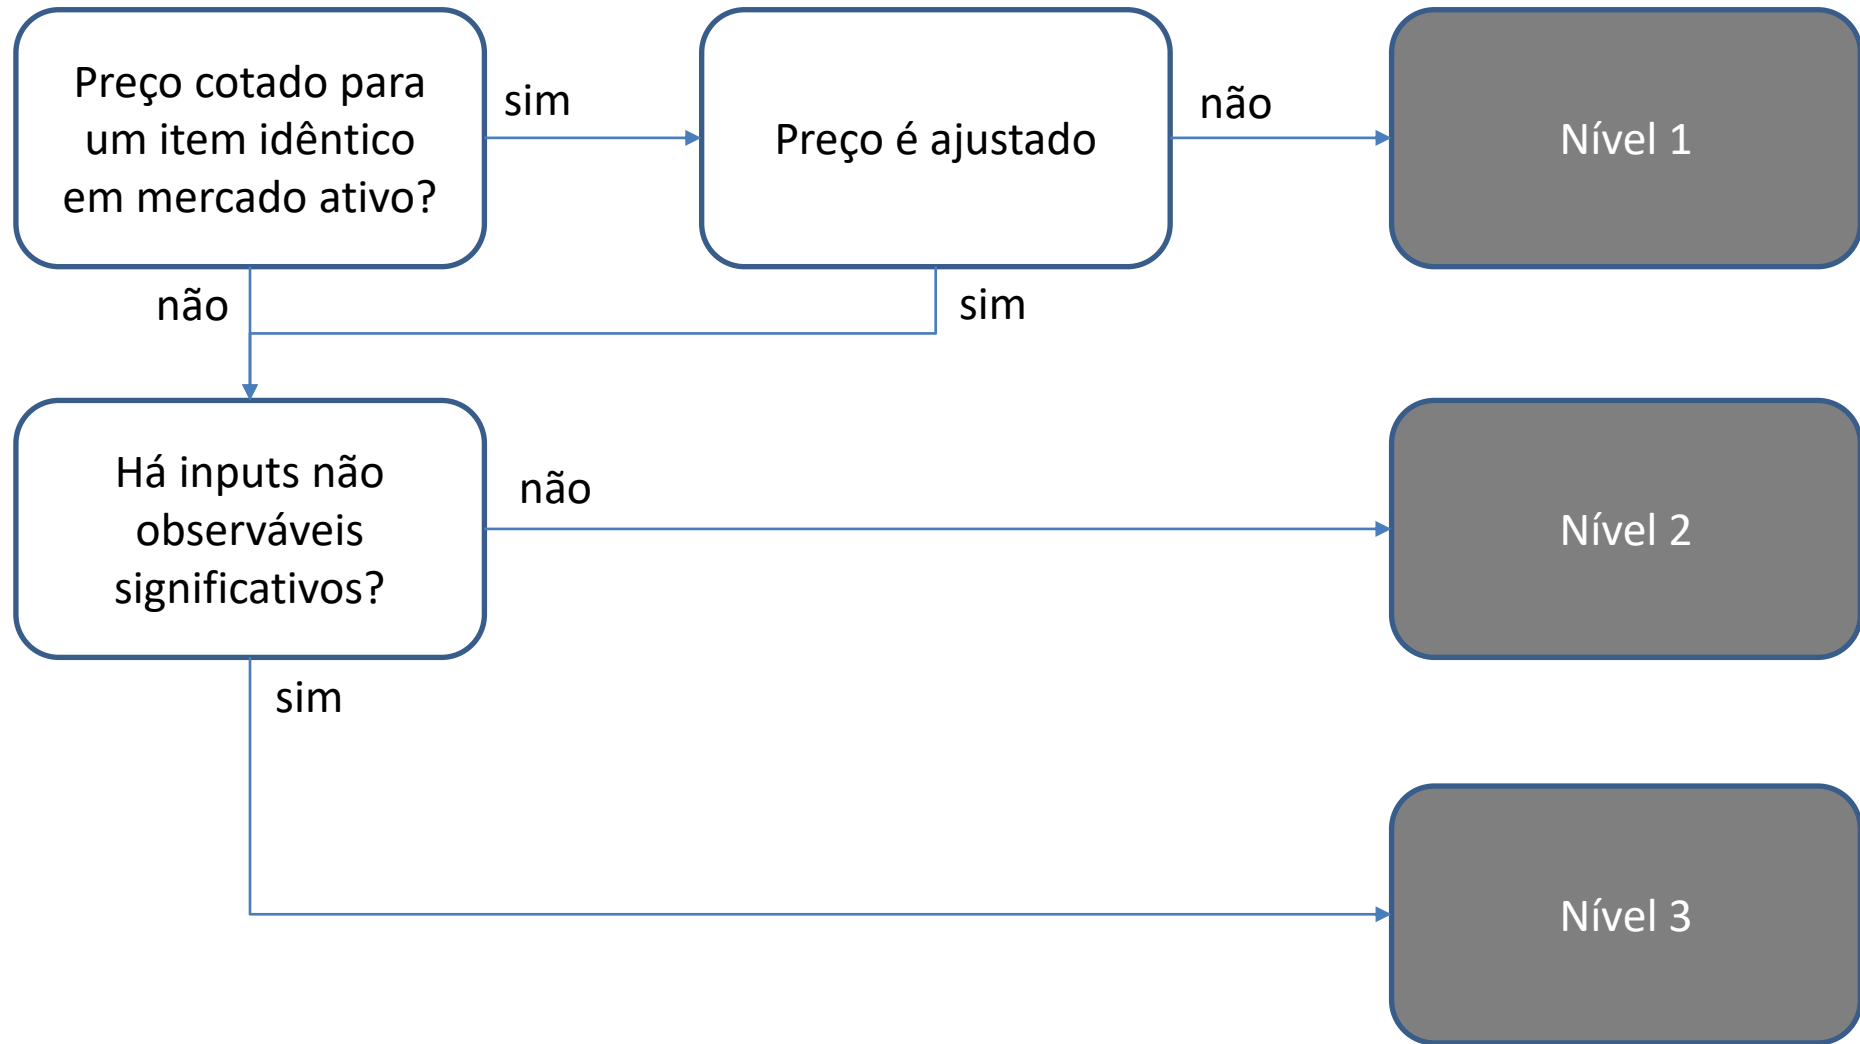 Preço cotado para
um item idêntico
em mercado ativo?
sim
Preço é ajustado
não
Nível 1
não
sim
Há inputs não
observáveis
significativos?
não
Nível 2
sim
Nível 3